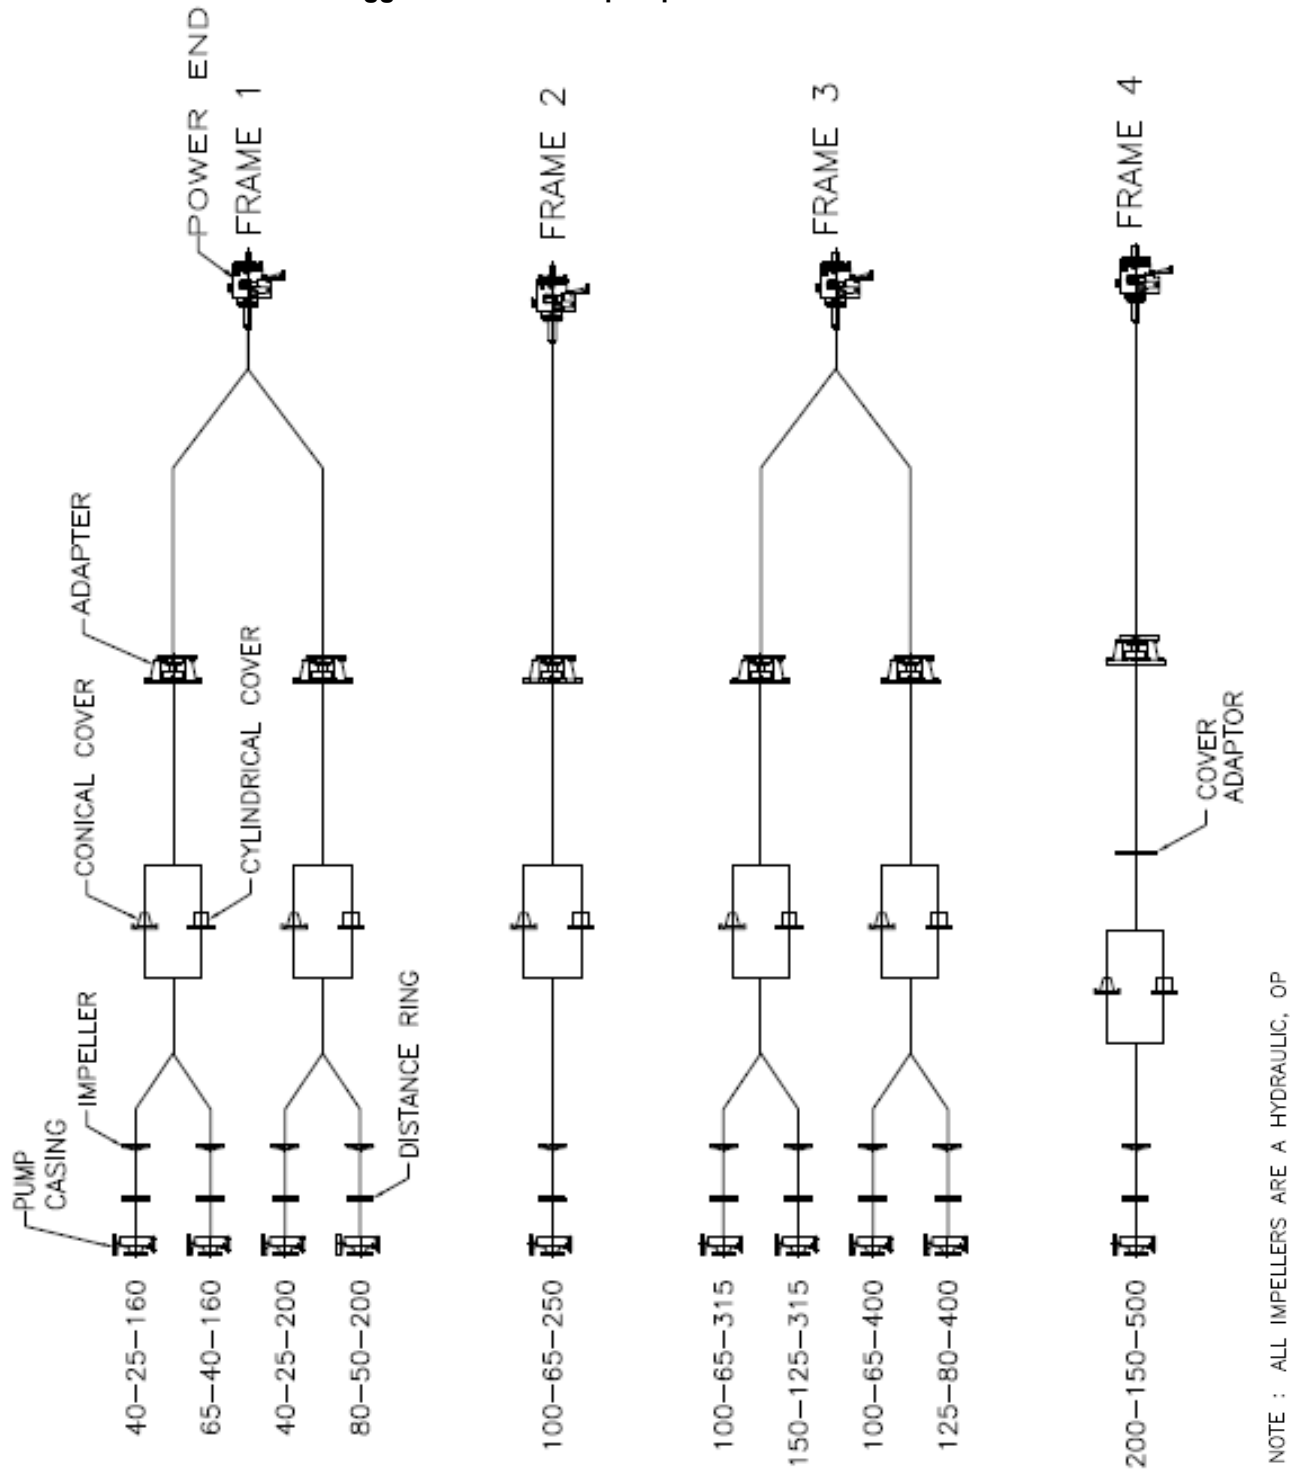 POWER END
FRAME 1
FRAME 2
FRAME 3
FRAME 4
ADAPTER
CONICAL COVER
CYLINDRICAL COVER
COVER
ADAPTOR
IMPELLER
DISTANCE RING
PUMP
CASING
40-25-160
65-40-160
40-25-200
80-50-200
100-65-250
100-65-315
150-125-315
100-65-400
125-80-400
200-150-500
NOTE : ALL IMPELLERS ARE A HYDRAULIC, OP